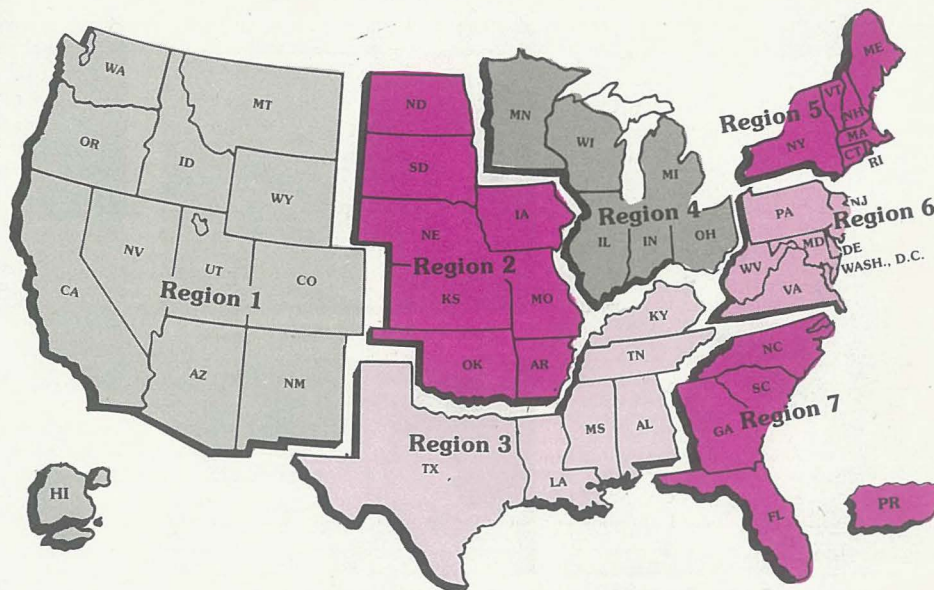 WA
MT
OR
ID
WY
NV
UT
CO
CA
Region 1
AZ
NM
HI
ND
SD
IA
NE
Region 2
KS
MO
OK
AR
Region 3
TX
LA
KY
TN
MS
AL
MN
WI
MI
Region 4
IL
IN
OH
ME
VT
Region 5
NH
NY
MA
CT
RI
PA
NJ
Region 6
MD
DE
WV
WASH., D.C.
VA
NC
SC
Region 7
GA
FL
PR